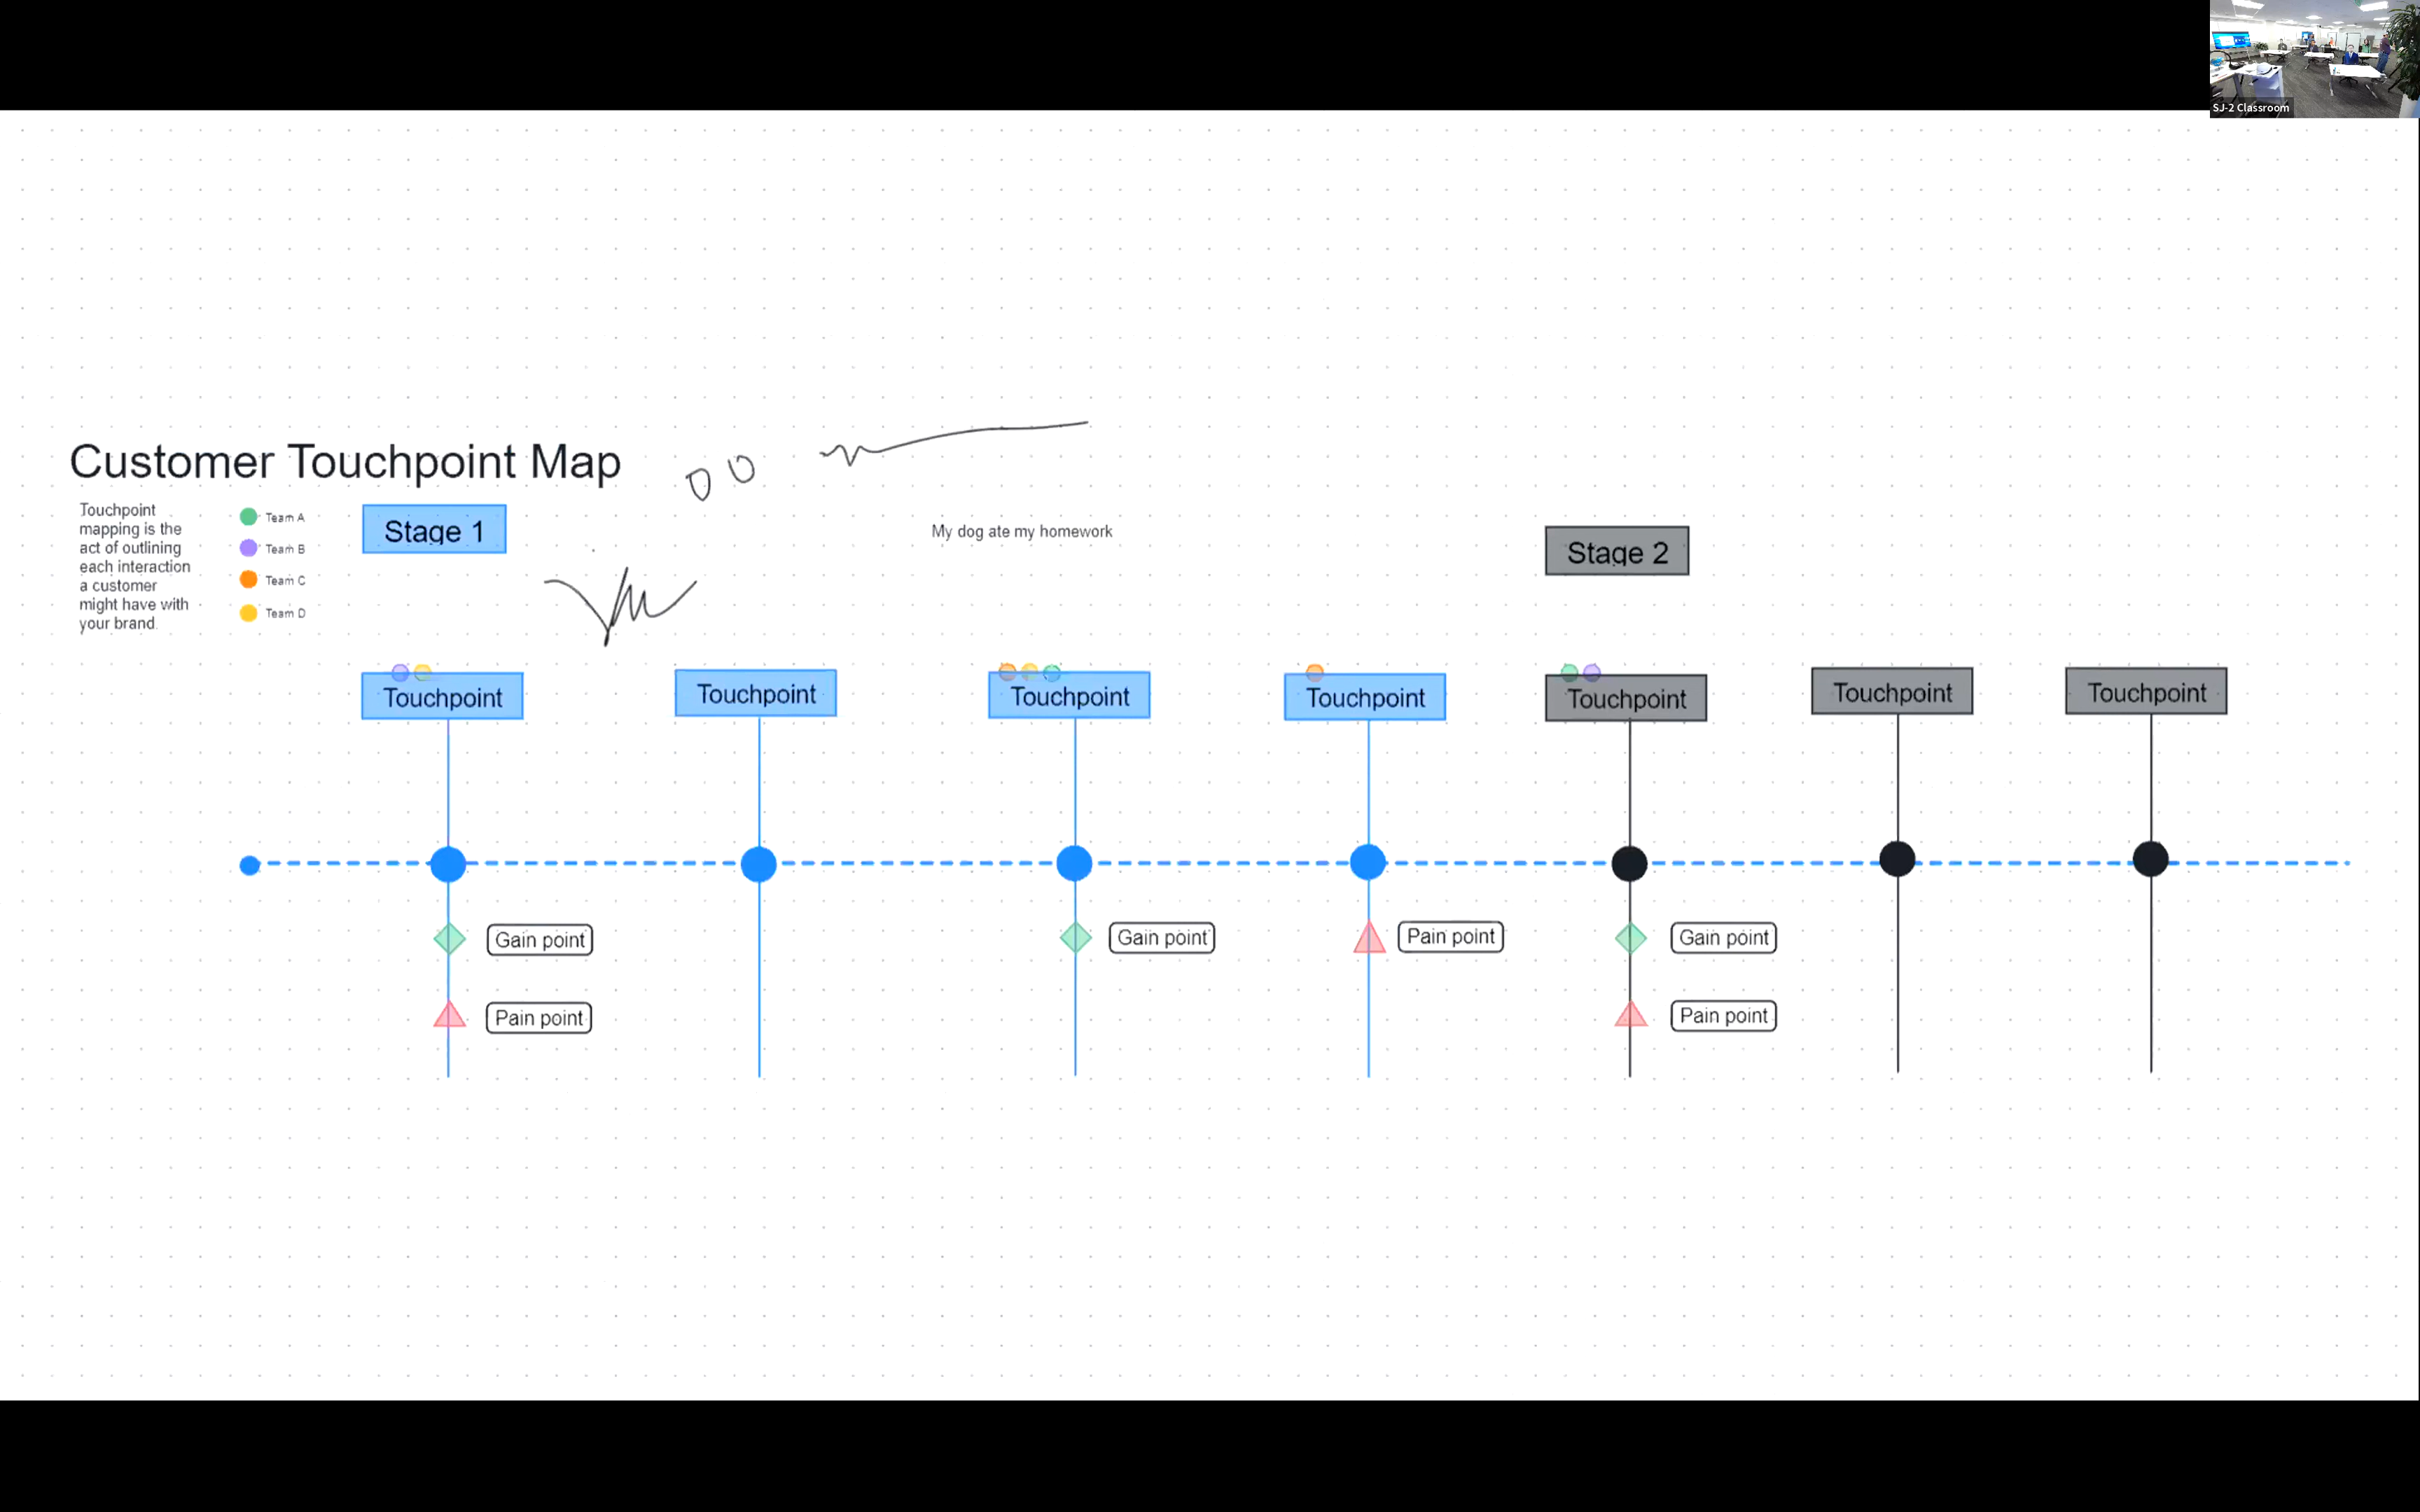 SJ-2 Classroom
Customer Touchpoint Map
Touchpoint
mapping is the
act of outlining
each interaction
a customer
might have with
your brand.
Team A
Team B
Team C
Team D
Stage 1
My dog ate my homework
Stage 2
Touchpoint
Touchpoint
Touchpoint
Touchpoint
Touchpoint
Touchpoint
Touchpoint
Gain point
Gain point
Pain point
Gain point
Pain point
Pain point